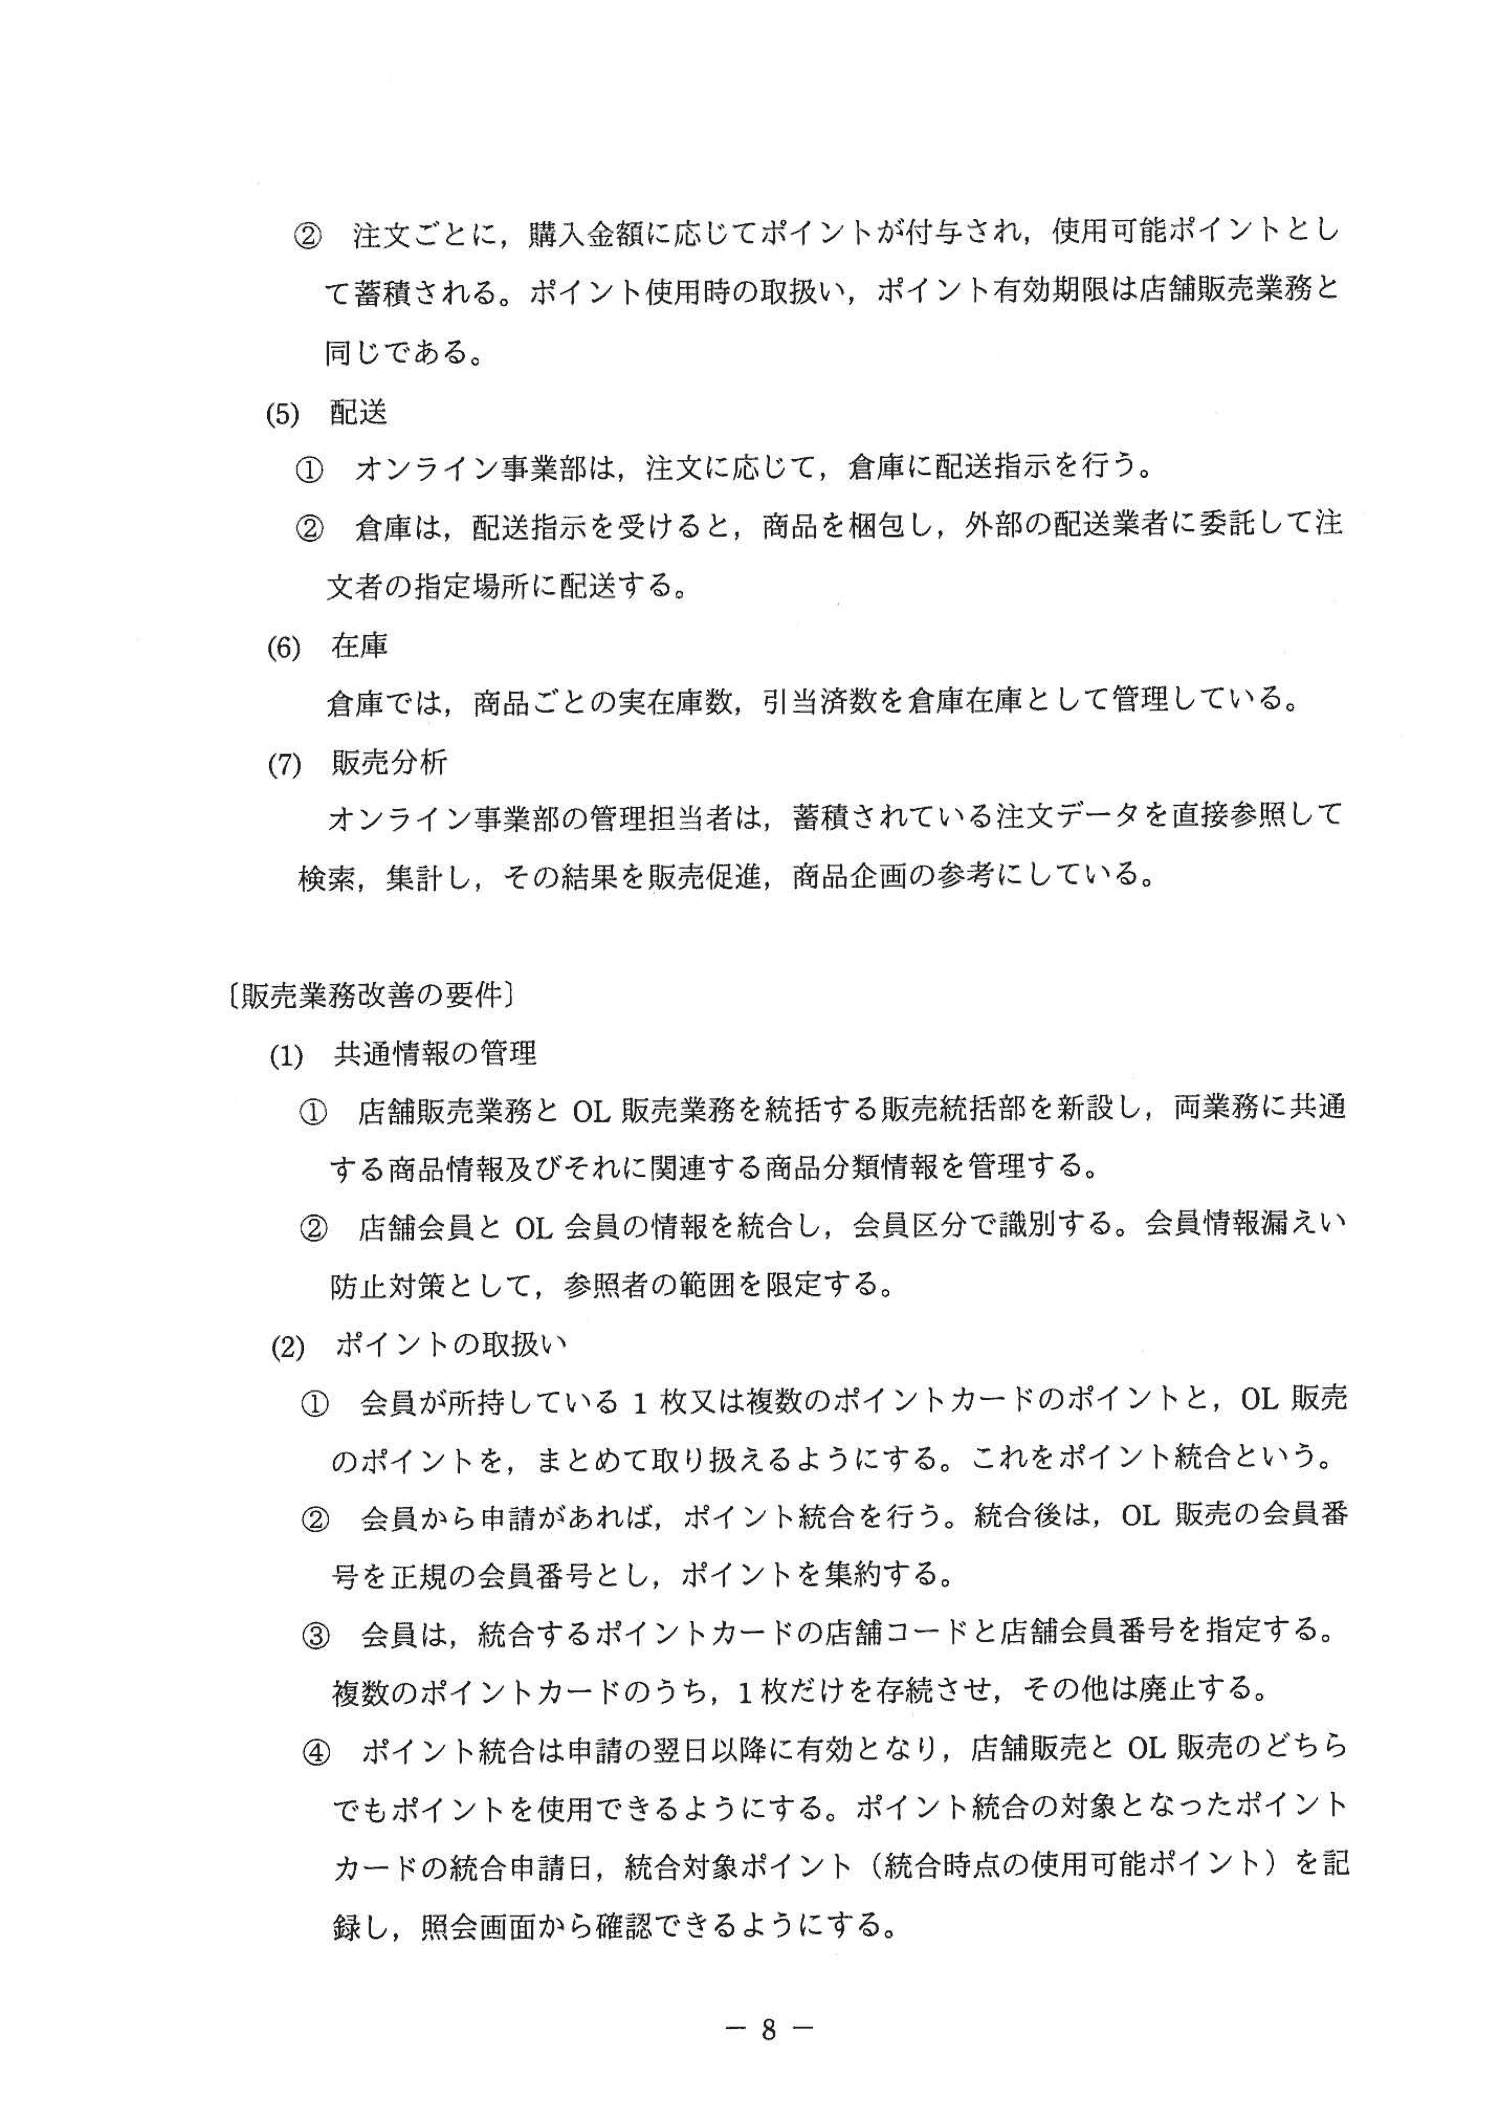 ② 注文ごとに，購入金額に応じてポイントが付与され，使用可能ポイントとし
て蓄積される。ポイント使用時の取扱い，ポイント有効期限は店舗販売業務と
同じである。
(5) 配送
① オンライン事業部は，注文に応じて，倉庫に配送指示を行う。
② 倉庫は，配送指示を受けると，商品を梱包し，外部の配送業者に委託して注
文者の指定場所に配送する。
(6) 在庫
倉庫では，商品ごとの実在庫数，引当済数を倉庫在庫として管理している。
(7) 販売分析
オンライン事業部の管理担当者は，蓄積されている注文データを直接参照して
検索，集計し，その結果を販売促進，商品企画の参考にしている。
〔販売業務改善の要件〕
(1) 共通情報の管理
① 店舗販売業務と OL 販売業務を統括する販売統括部を新設し，両業務に共通
する商品情報及びそれに関連する商品分類情報を管理する。
② 店舗会員と OL 会員の情報を統合し，会員区分で識別する。会員情報漏えい
防止対策として，参照者の範囲を限定する。
(2) ポイントの取扱い
① 会員が所持している 1 枚又は複数のポイントカードのポイントと，OL 販売
のポイントを，まとめて取り扱えるようにする。これをポイント統合という。
② 会員から申請があれば，ポイント統合を行う。統合後は，OL 販売の会員番
号を正規の会員番号とし，ポイントを集約する。
③ 会員は，統合するポイントカードの店舗コードと店舗会員番号を指定する。
複数のポイントカードのうち，1 枚だけを存続させ，その他は廃止する。
④ ポイント統合は申請の翌日以降に有効となり，店舗販売と OL 販売のどちら
でもポイントを使用できるようにする。ポイント統合の対象となったポイント
カードの統合申請日，統合対象ポイント（統合時点の使用可能ポイント）を記
録し，照会画面から確認できるようにする。
－ 8 －